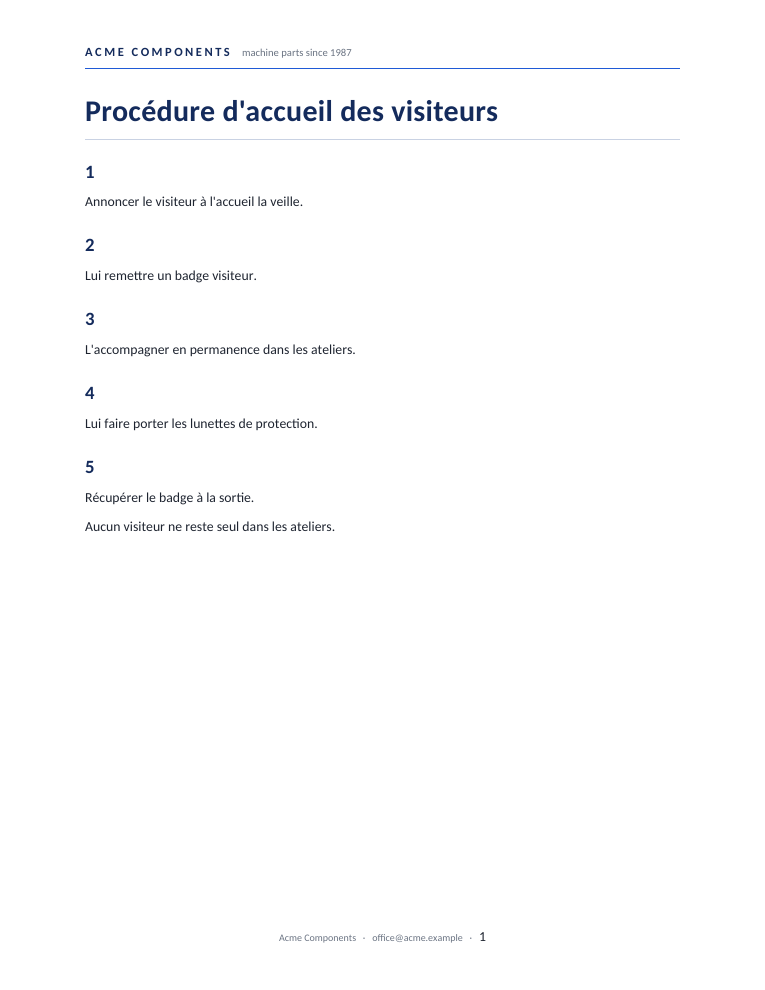 ACME COMPONENTS machine parts since 1987
Procédure d'accueil des visiteurs
1
Annoncer le visiteur à l'accueil la veille.
2
Lui remettre un badge visiteur.
3
L'accompagner en permanence dans les ateliers.
4
Lui faire porter les lunettes de protection.
5
Récupérer le badge à la sortie.
Aucun visiteur ne reste seul dans les ateliers.
Acme Components · office@acme.example · 1